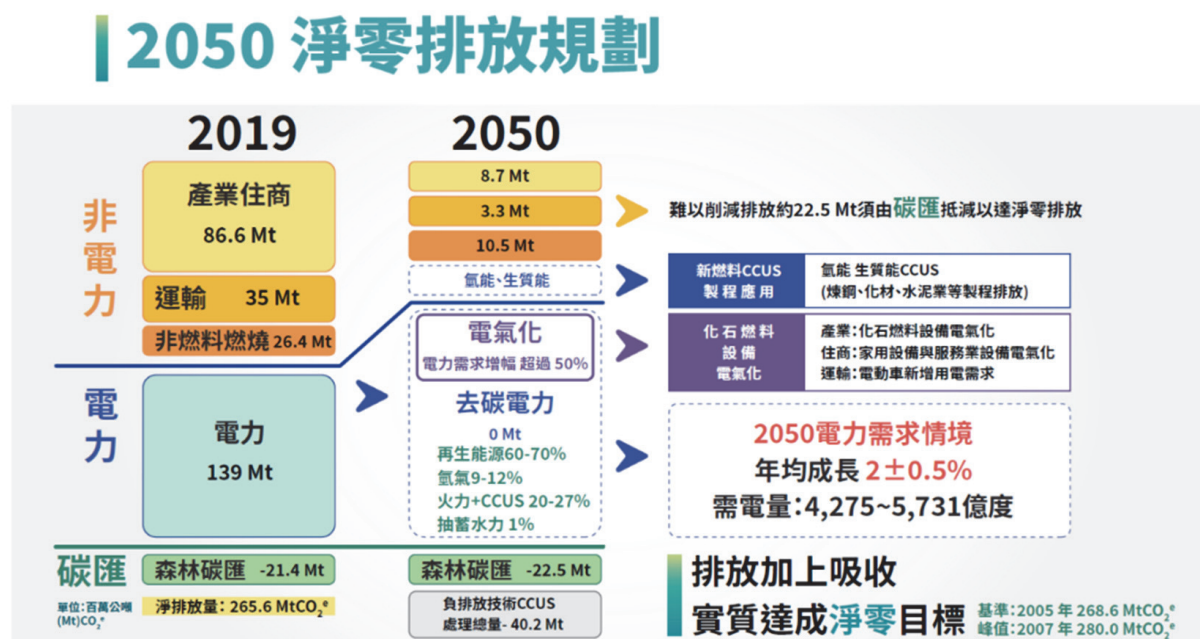 2050 淨零排放規劃
2019
2050
非電力
產業住商
86.6 Mt
運輸 35 Mt
非燃料燃燒 26.4 Mt
8.7 Mt
3.3 Mt
10.5 Mt
氫能、生質能
難以削減排放約22.5 Mt須由碳匯抵減以達淨零排放
新燃料CCUS
製程應用
氫能 生質能CCUS
(煉鋼、化材、水泥業等製程排放)
電力
電力
139 Mt
電氣化
電力需求增幅 超過 50%
去碳電力
0 Mt
再生能源60-70%
氫氣9-12%
火力+CCUS 20-27%
抽蓄水力 1%
化石燃料
設備
電氣化
產業：化石燃料設備電氣化
住商：家用設備與服務業設備電氣化
運輸：電動車新增用電需求
2050電力需求情境
年均成長 2±0.5%
需電量：4,275~5,731億度
碳匯
單位：百萬公噸
(Mt)CO₂ᵉ
森林碳匯 -21.4 Mt
淨排放量： 265.6 MtCO₂ᵉ
森林碳匯 -22.5 Mt
負排放技術CCUS
處理總量- 40.2 Mt
排放加上吸收
實質達成淨零目標
基準：2005 年 268.6 MtCO₂ᵉ
峰值：2007 年 280.0 MtCO₂ᵉ